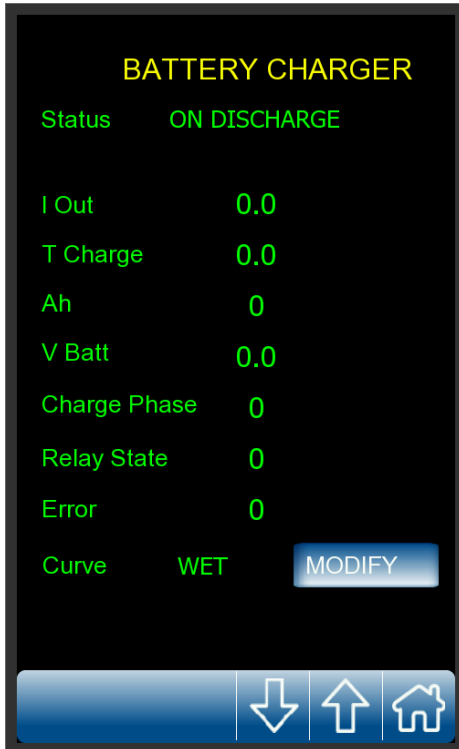 BATTERY CHARGER
Status ON DISCHARGE
I Out 0.0
T Charge 0.0
Ah 0
V Batt 0.0
Charge Phase 0
Relay State 0
Error 0
Curve WET MODIFY